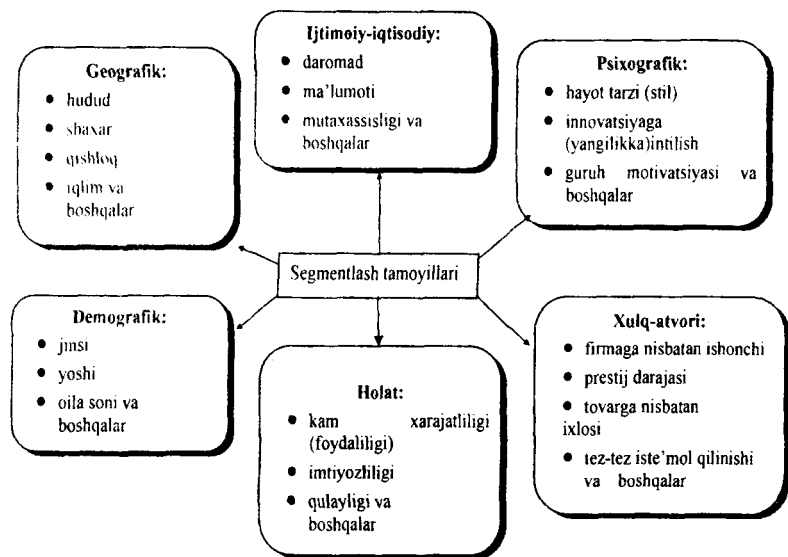 Geografik:
• hudud
• shaxar
• qishloq
• iqlim va
boshqalar
Ijtimoiy-iqtisodiy:
• daromad
• ma'lumoti
• mutaxassisligi va
boshqalar
Psixografik:
• hayot tarzi (stil)
• innovatsiyaga
(yangilikka)intilish
• guruh motivatsiyasi va
boshqalar
Segmentlash tamoyillari
Demografik:
• jinsi
• yoshi
• oila soni va
boshqalar
Holat:
• kam xarajatliligi
(foydaliligi)
• imtiyozliligi
• qulayligi va
boshqalar
Xulq-atvori:
• firmaga nisbatan ishonchi
• prestij darajasi
• tovarga nisbatan
ixlosi
• tez-tez iste'mol qilinishi
va boshqalar